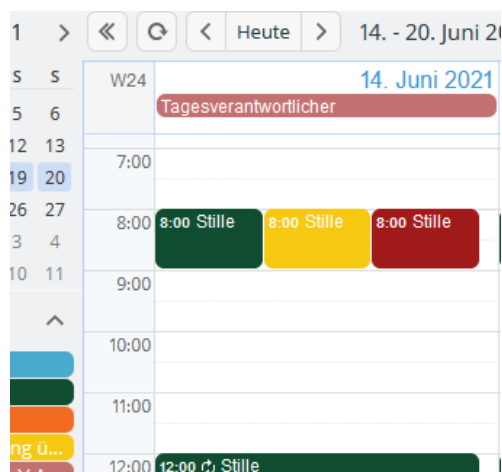 1
Heute
14. - 20. Juni
S S
5 6
12 13
19 20
26 27
3 4
10 11
W24
14. Juni 2021
Tagesverantwortlicher
7:00
8:00
8:00 Stille
8:00 Stille
8:00 Stille
9:00
10:00
11:00
12:00
12:00 Stille
ng ü...